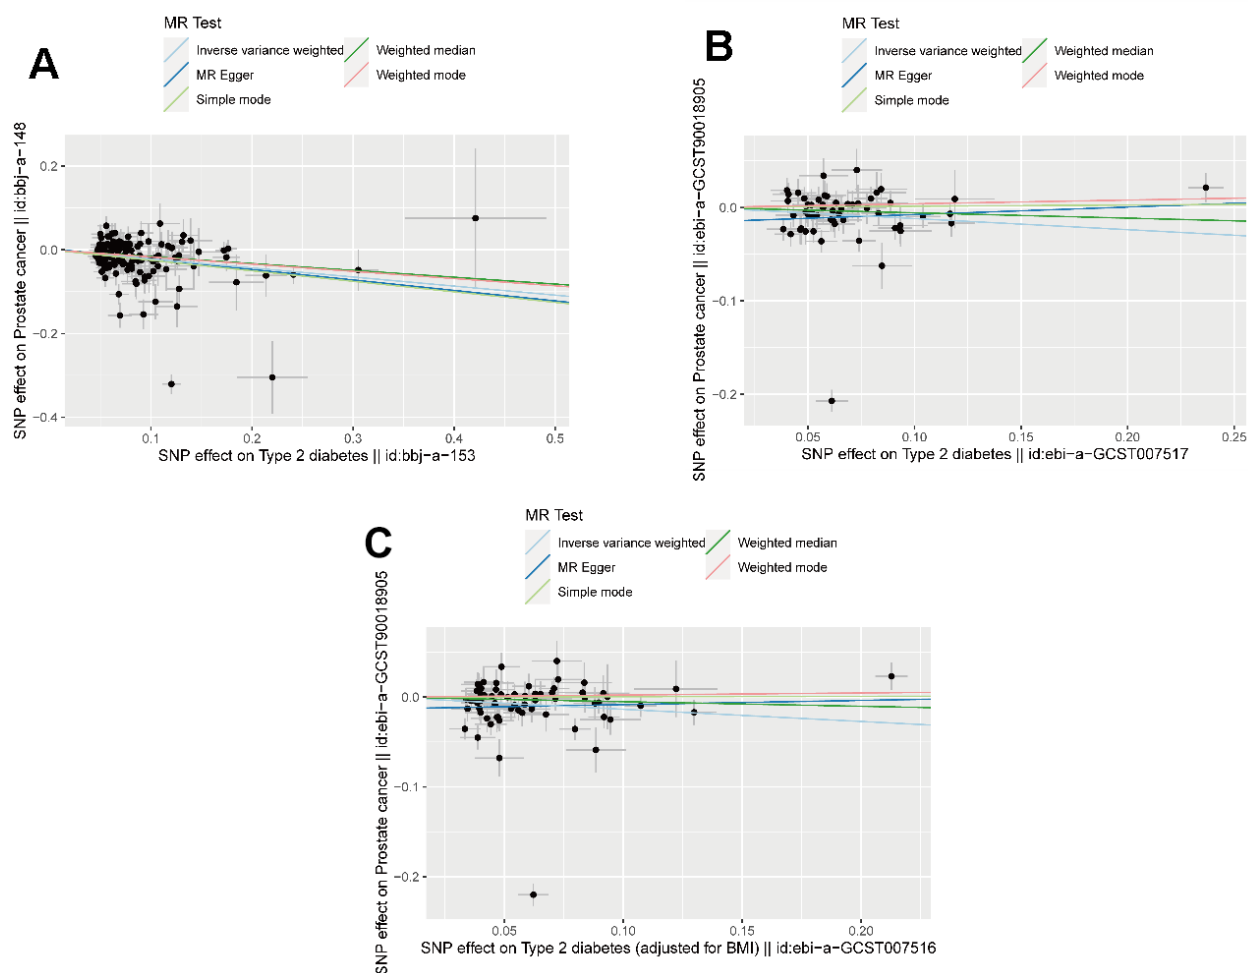 A
MR Test
Inverse variance weighted
Weighted median
MR Egger
Weighted mode
Simple mode
SNP effect on Prostate cancer || id:bbj-a-148
0.2
0.0
−0.2
−0.4
0.1
0.2
0.3
0.4
0.5
SNP effect on Type 2 diabetes || id:bbj-a-153
B
MR Test
Inverse variance weighted
Weighted median
MR Egger
Weighted mode
Simple mode
SNP effect on Prostate cancer || id:ebi-a-GCST90018905
0.0
−0.1
−0.2
0.05
0.10
0.15
0.20
0.25
SNP effect on Type 2 diabetes || id:ebi-a-GCST007517
C
MR Test
Inverse variance weighted
Weighted median
MR Egger
Weighted mode
Simple mode
SNP effect on Prostate cancer || id:ebi-a-GCST90018905
0.0
−0.1
−0.2
0.05
0.10
0.15
0.20
SNP effect on Type 2 diabetes (adjusted for BMI) || id:ebi-a-GCST007516